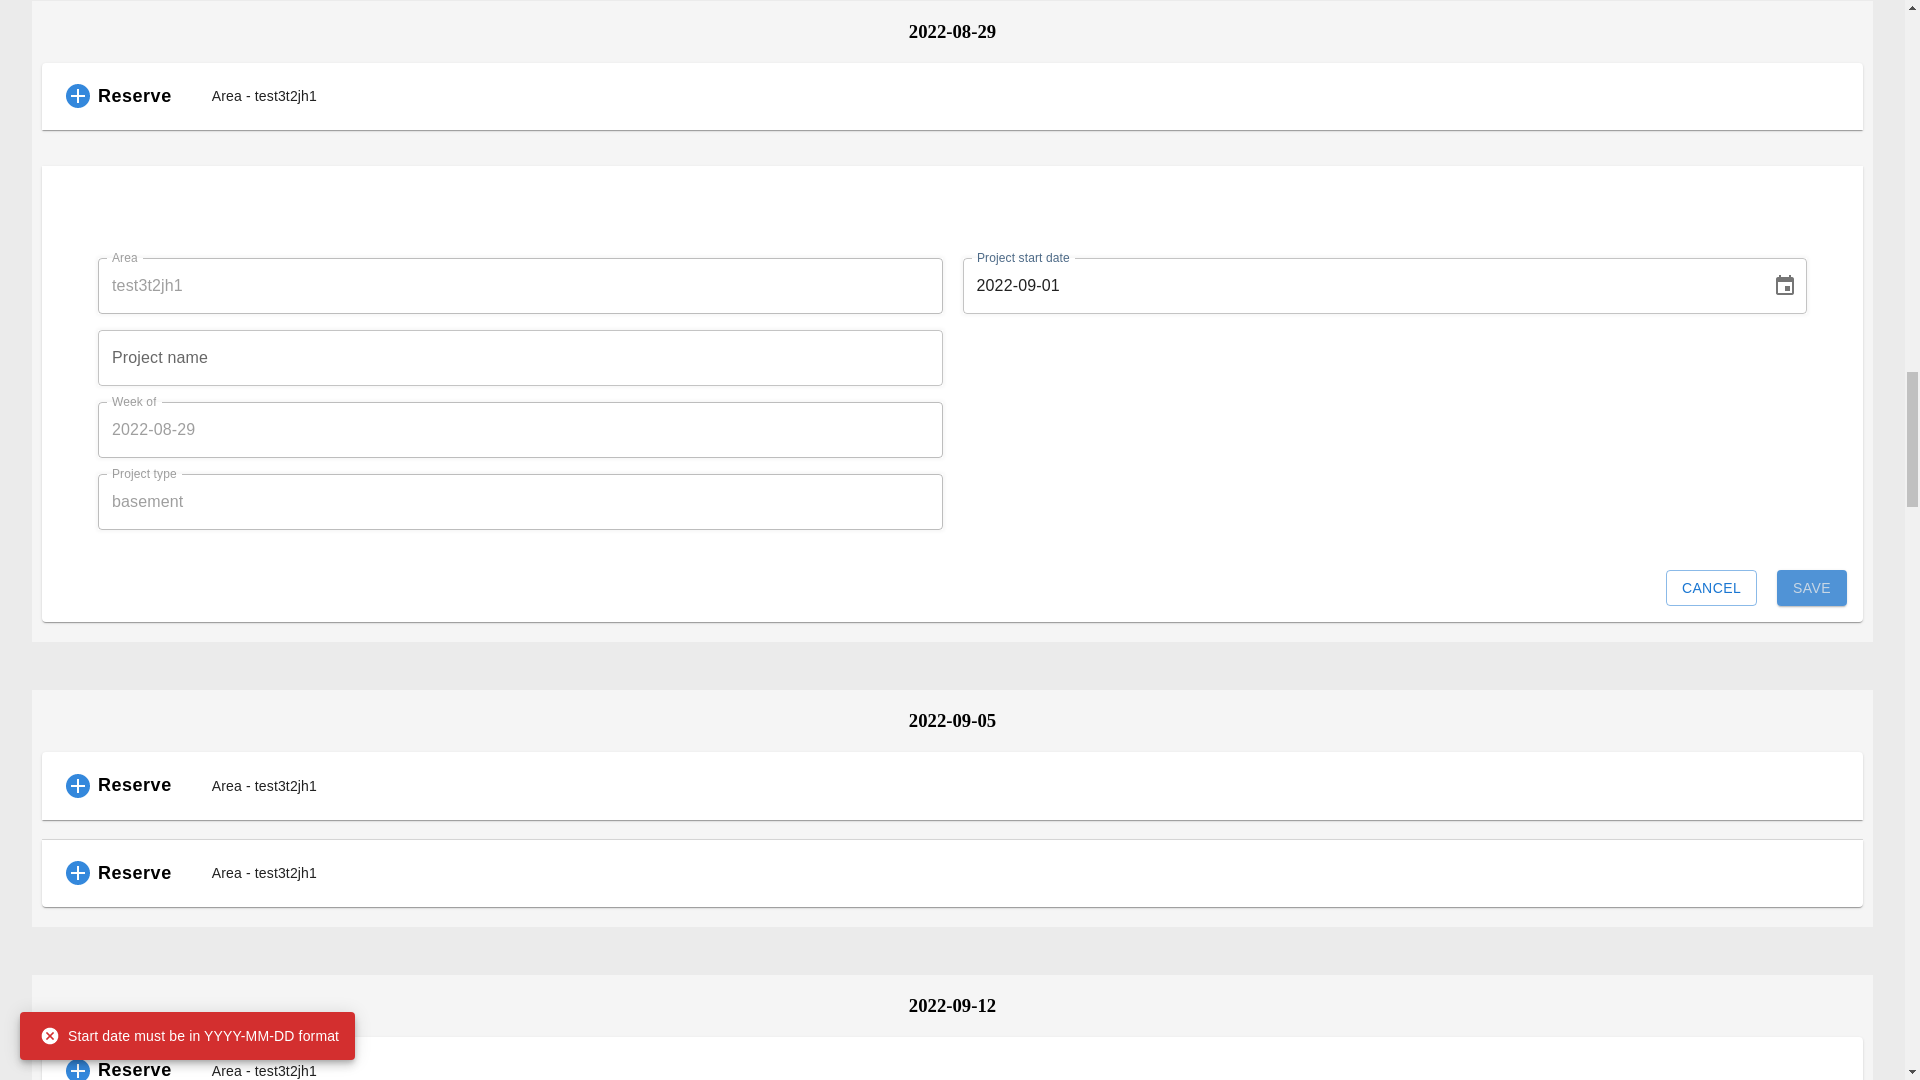 2022-08-29
Reserve Area - test3t2jh1
Area
test3t2jh1
Project start date
2022-09-01
Project name
Week of
2022-08-29
Project type
basement
CANCEL SAVE
2022-09-05
Reserve Area - test3t2jh1
Reserve Area - test3t2jh1
2022-09-12
Start date must be in YYYY-MM-DD format
Reserve Area - test3t2jh1